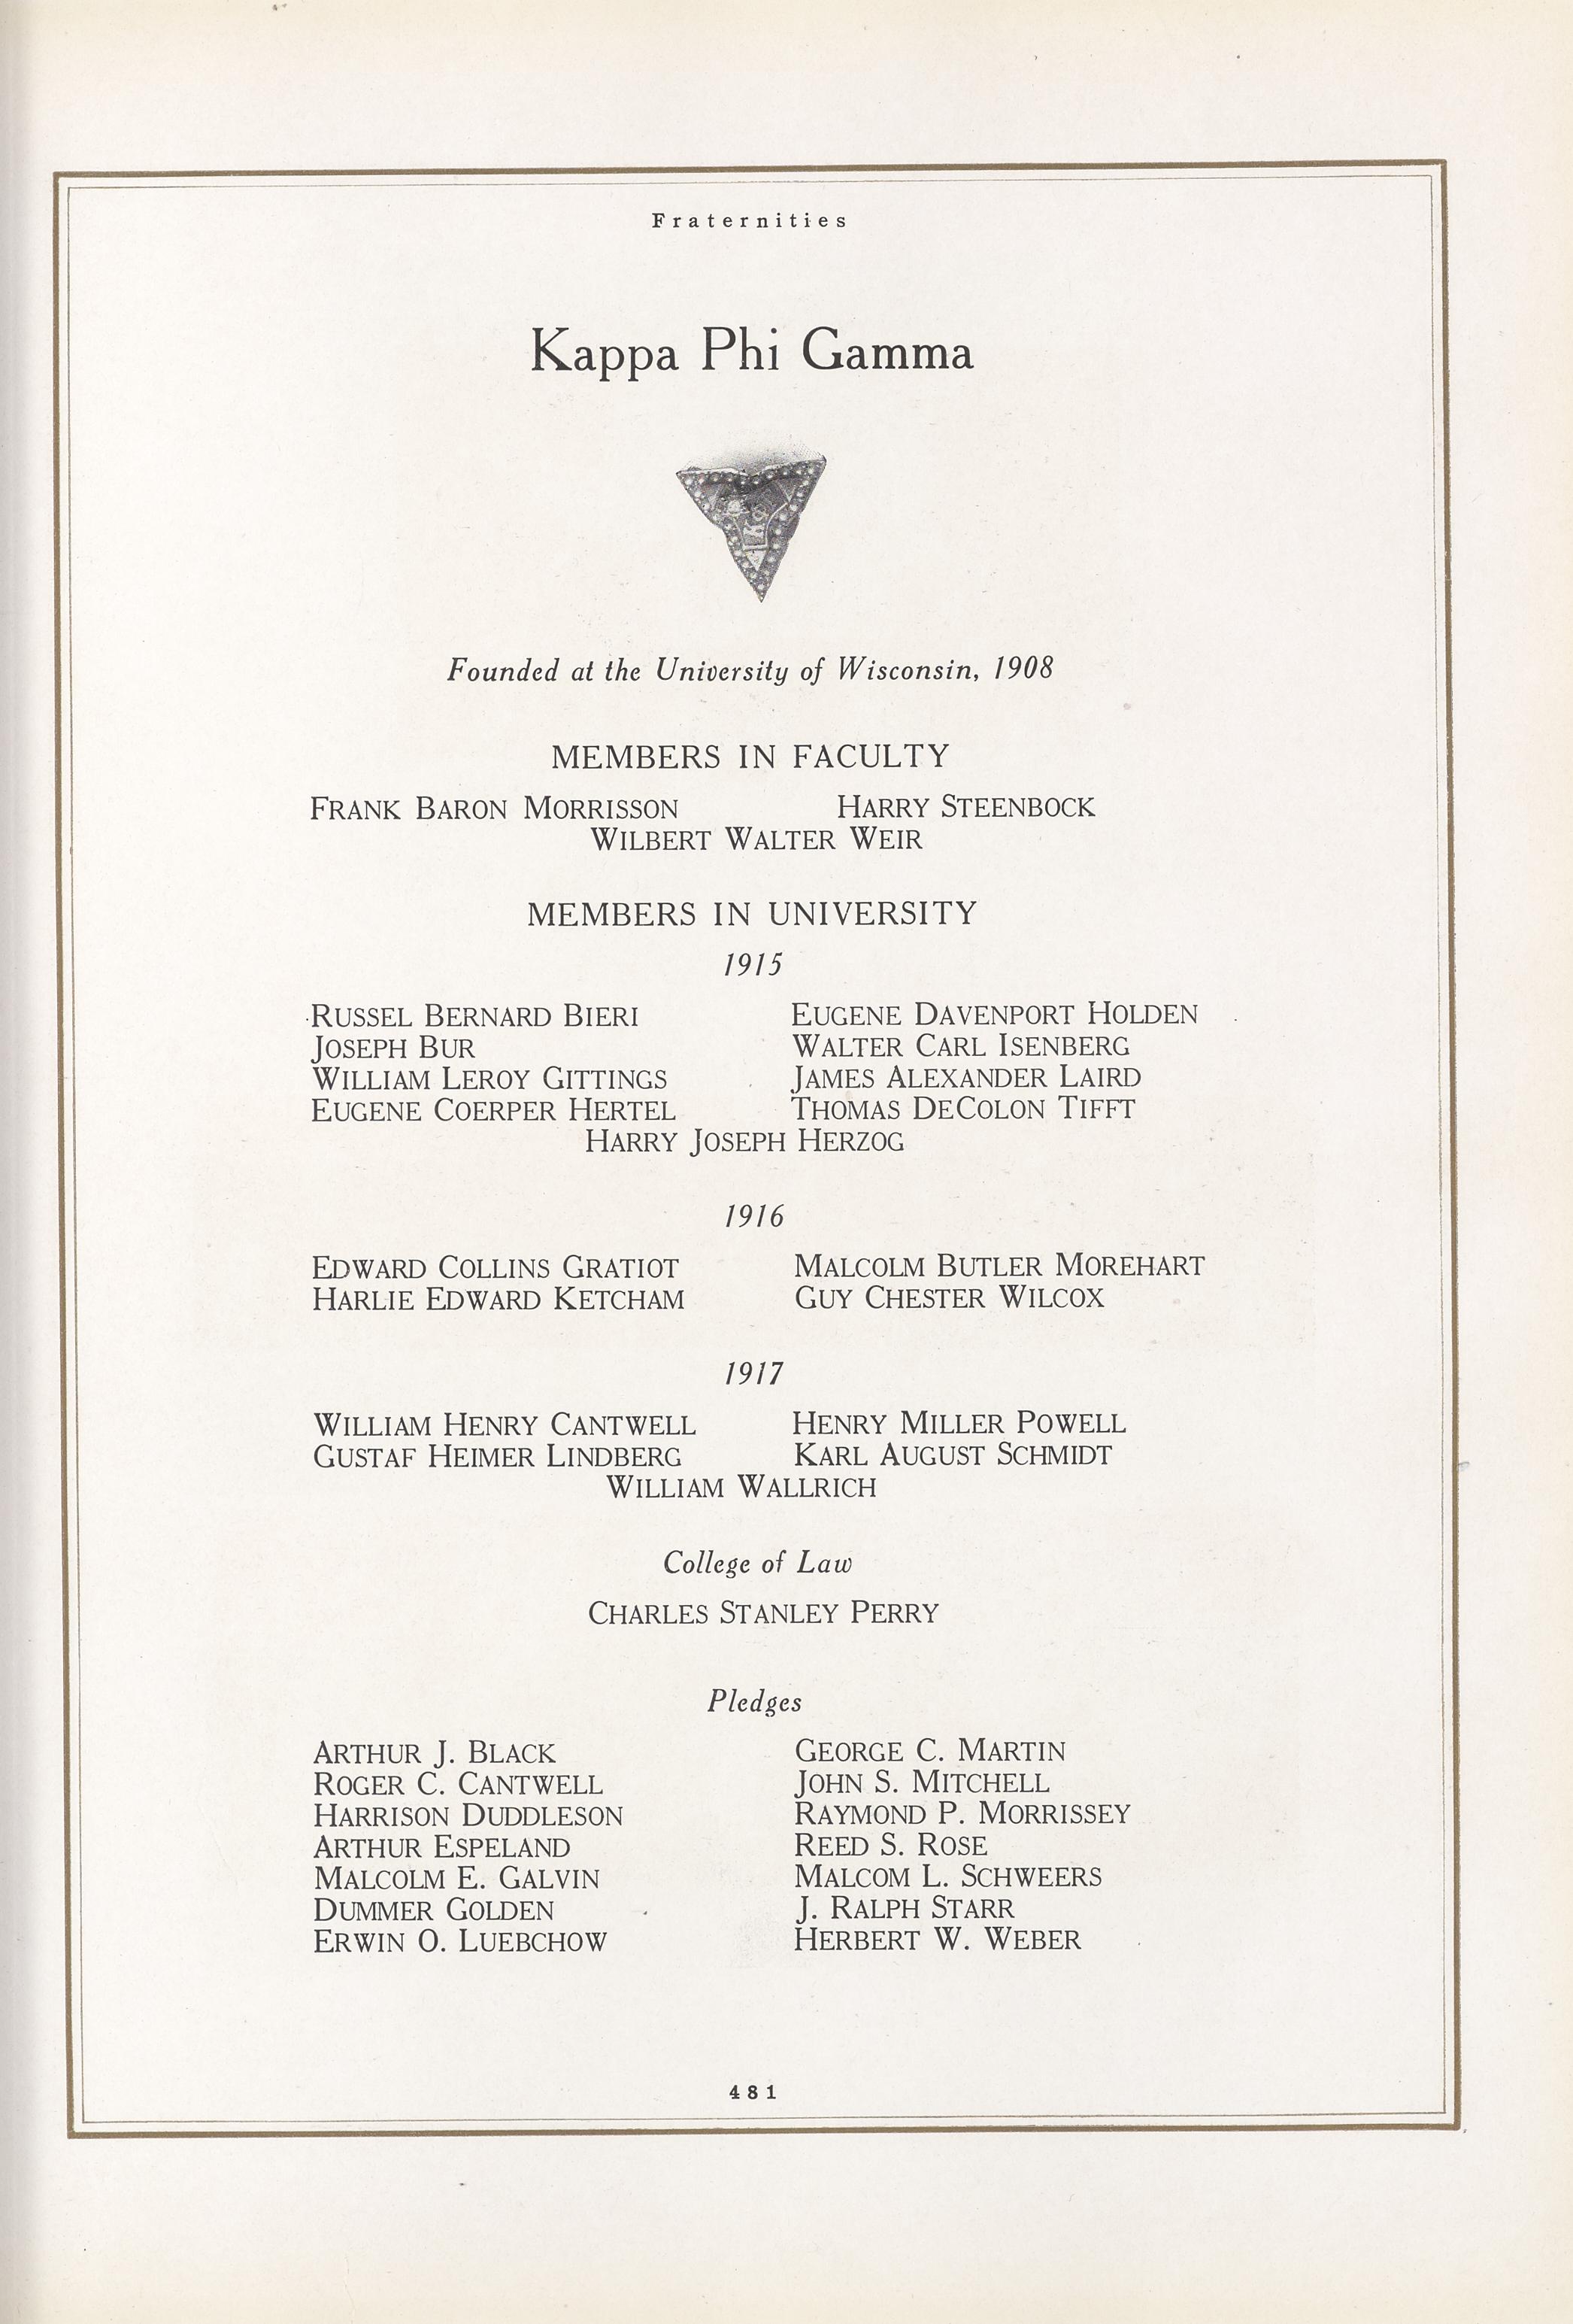 Fraternities
Kappa Phi Gamma
Founded at the University of Wisconsin, 1908
MEMBERS IN FACULTY
FRANK BARON MORRISSON HARRY STEENBOCK
WILBERT WALTER WEIR
MEMBERS IN UNIVERSITY
1915
RUSSEL BERNARD BIERI EUGENE DAVENPORT HOLDEN
JOSEPH BUR WALTER CARL ISENBERG
WILLIAM LEROY GITTINGS JAMES ALEXANDER LAIRD
EUGENE COERPER HERTEL THOMAS DECOLON TIFFT
HARRY JOSEPH HERZOG
1916
EDWARD COLLINS GRATIOT MALCOLM BUTLER MOREHART
HARLIE EDWARD KETCHAM GUY CHESTER WILCOX
1917
WILLIAM HENRY CANTWELL HENRY MILLER POWELL
GUSTAF HEIMER LINDBERG KARL AUGUST SCHMIDT
WILLIAM WALLRICH
College of Law
CHARLES STANLEY PERRY
Pledges
ARTHUR J. BLACK GEORGE C. MARTIN
ROGER C. CANTWELL JOHN S. MITCHELL
HARRISON DUDDLESON RAYMOND P. MORRISSEY
ARTHUR ESPELAND REED S. ROSE
MALCOLM E. GALVIN MALCOM L. SCHWEERS
DUMMER GOLDEN J. RALPH STARR
ERWIN O. LUEBCHOW HERBERT W. WEBER
481